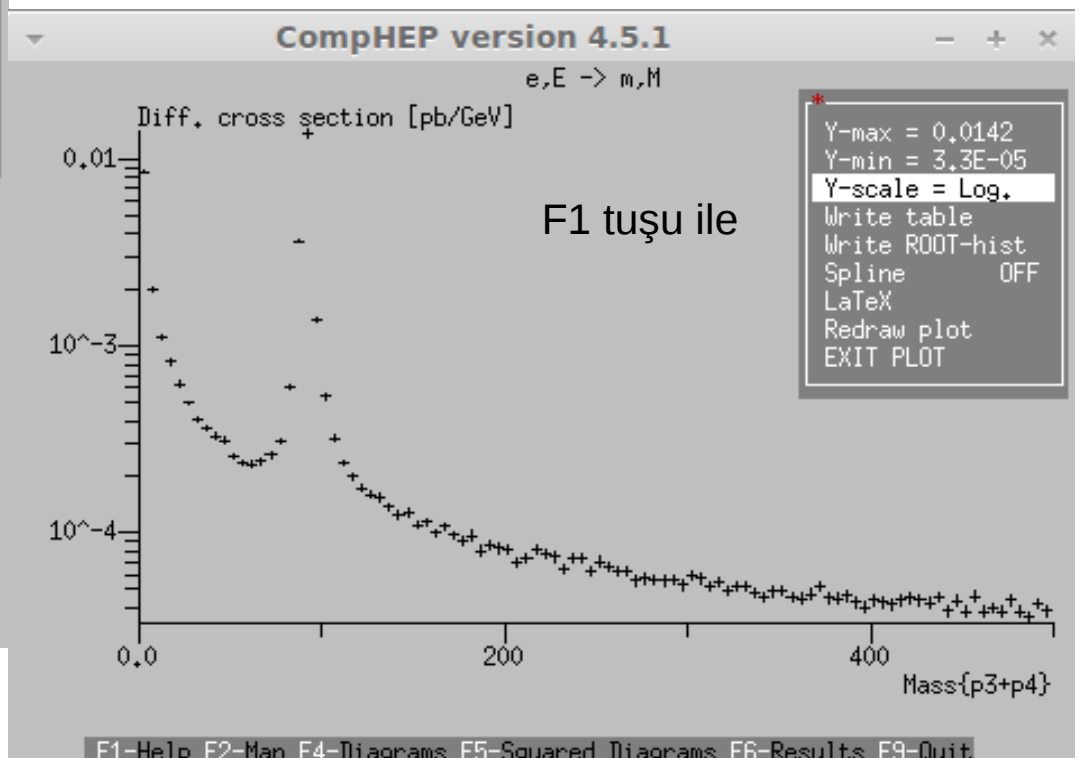 CompHEP version 4.5.1
e,E -> m,M
Diff. cross section [pb/GeV]
0.01
10^-3
10^-4
0.0
200
400
Mass{p3+p4}
F1 tuşu ile
*
Y-max = 0.0142
Y-min = 3.3E-05
Y-scale = Log.
Write table
Write ROOT-hist
Spline OFF
LaTeX
Redraw plot
EXIT PLOT
F1-Help F2-Man F4-Diagrams F5-Squared Diagrams F6-Results F9-Quit